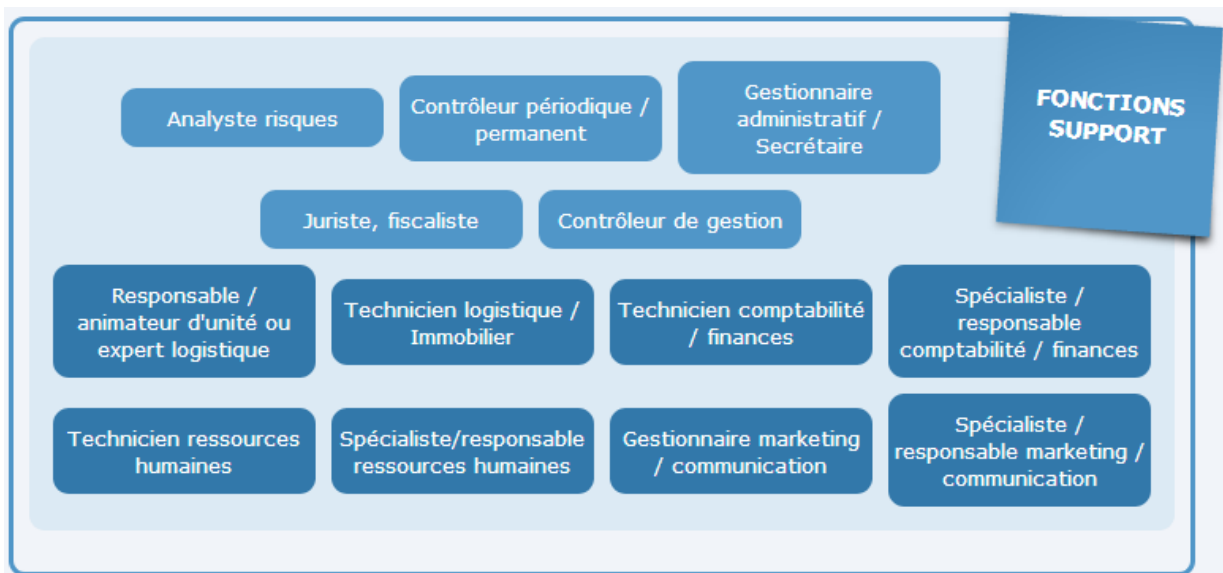 FONCTIONS
SUPPORT
Analyste risques
Contrôleur périodique /
permanent
Gestionnaire
administratif /
Secrétaire
Juriste, fiscaliste
Contrôleur de gestion
Responsable /
animateur d'unité ou
expert logistique
Technicien logistique /
Immobilier
Technicien comptabilité
/ finances
Spécialiste /
responsable
comptabilité / finances
Technicien ressources
humaines
Spécialiste/responsable
ressources humaines
Gestionnaire marketing
/ communication
Spécialiste /
responsable marketing /
communication